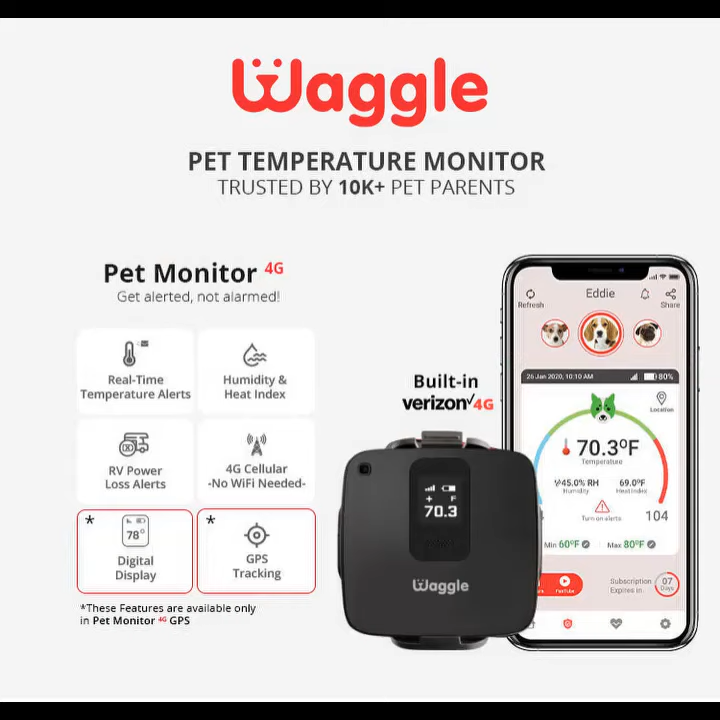 Waggle
PET TEMPERATURE MONITOR
TRUSTED BY 10K+ PET PARENTS
Pet Monitor 4G
Get alerted, not alarmed!
Real-Time
Temperature Alerts
Humidity &
Heat Index
RV Power
Loss Alerts
4G Cellular
-No WiFi Needed-
*
78°
Digital
Display
*
GPS
Tracking
*These Features are available only
in Pet Monitor 4G GPS
Built-in
verizon✓4G
F
70.3
Waggle
Eddie
Refresh
Share
26 Jan 2020, 10:10 AM
80%
Location
70.3ºF
Temperature
45.0% RH
Humidity
69.0ºF
Heat Index
Turn on alerts
104
Min 60ºF
Max 80ºF
Subscription
Expires in
07
Days